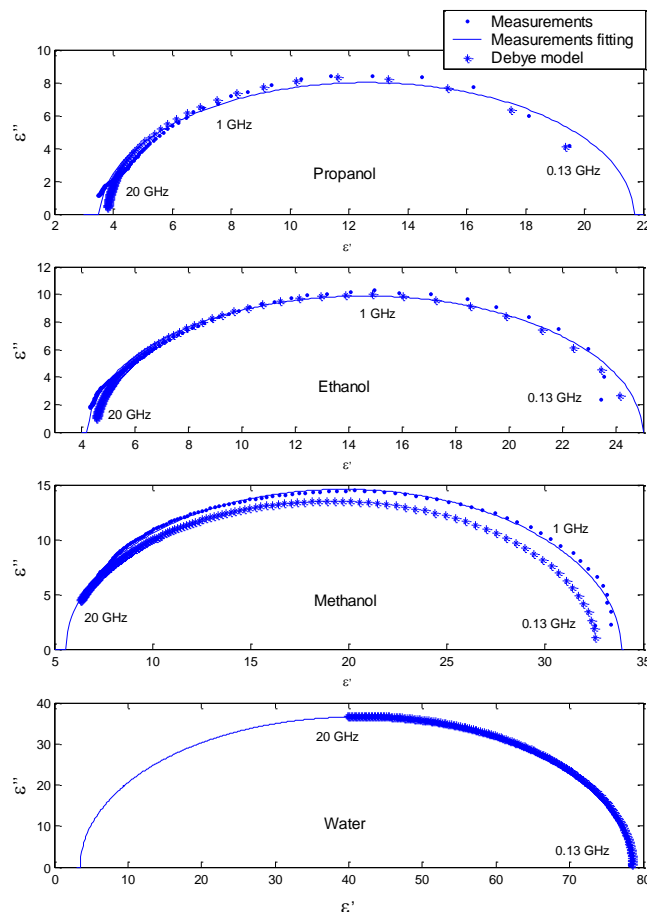 Measurements
Measurements fitting
Debye model
10
8
6
4
2
0
ε''
1 GHz
20 GHz
Propanol
0.13 GHz
2 4 6 8 10 12 14 16 18 20 22
ε'
12
10
8
6
4
2
0
ε''
1 GHz
20 GHz
Ethanol
0.13 GHz
4 6 8 10 12 14 16 18 20 22 24
ε'
15
10
5
0
ε''
1 GHz
20 GHz
Methanol
0.13 GHz
5 10 15 20 25 30 35
ε'
40
30
20
10
0
ε''
20 GHz
Water
0.13 GHz
0 10 20 30 40 50 60 70 80
ε'